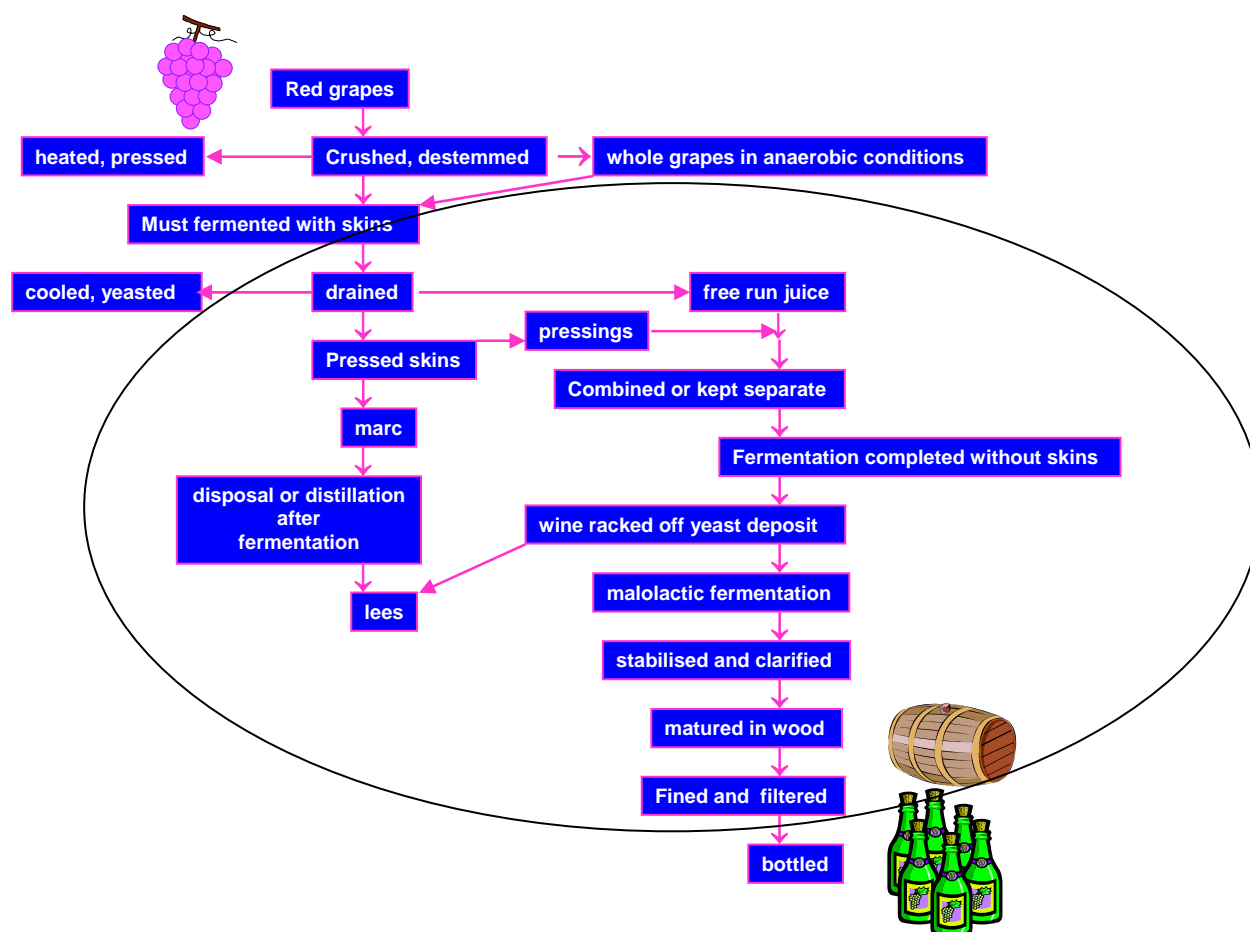 Red grapes
heated, pressed
Crushed, destemmed
whole grapes in anaerobic conditions
Must fermented with skins
cooled, yeasted
drained
free run juice
pressings
Pressed skins
Combined or kept separate
marc
Fermentation completed without skins
disposal or distillation
after
fermentation
wine racked off yeast deposit
malolactic fermentation
lees
stabilised and clarified
matured in wood
Fined and filtered
bottled